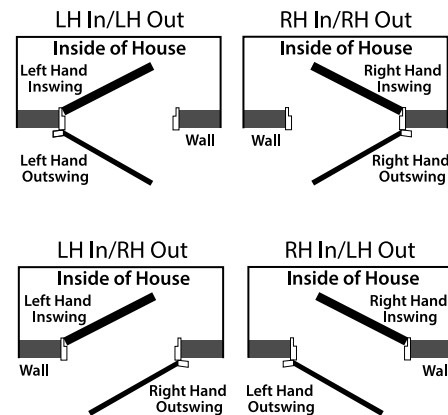 LH In/LH Out
Inside of House
Left Hand
Inswing
Wall
Left Hand
Outswing
RH In/RH Out
Inside of House
Right Hand
Inswing
Wall
Right Hand
Outswing
LH In/RH Out
Inside of House
Left Hand
Inswing
Wall
Right Hand
Outswing
RH In/LH Out
Inside of House
Right Hand
Inswing
Wall
Left Hand
Outswing